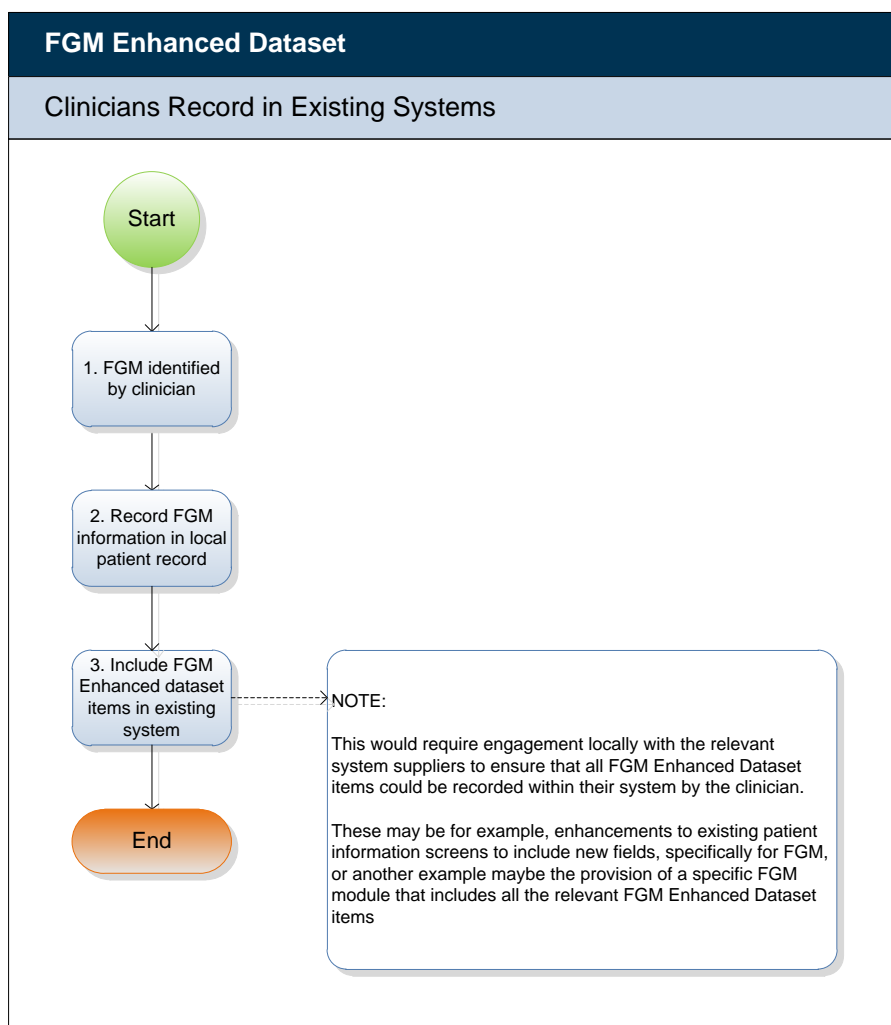 FGM Enhanced Dataset
Clinicians Record in Existing Systems
Start
1. FGM identified
by clinician
2. Record FGM
information in local
patient record
3. Include FGM
Enhanced dataset
items in existing
system
End
NOTE:
This would require engagement locally with the relevant
system suppliers to ensure that all FGM Enhanced Dataset
items could be recorded within their system by the clinician.
These may be for example, enhancements to existing patient
information screens to include new fields, specifically for FGM,
or another example maybe the provision of a specific FGM
module that includes all the relevant FGM Enhanced Dataset
items